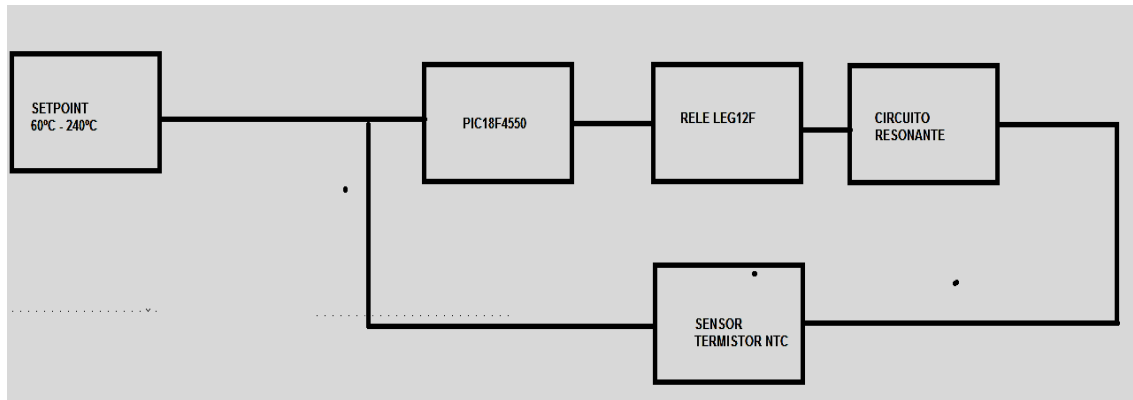 SETPOINT
60ºC - 240ºC
PIC18F4550
RELE LEG12F
CIRCUITO
RESONANTE
SENSOR
TERMISTOR NTC